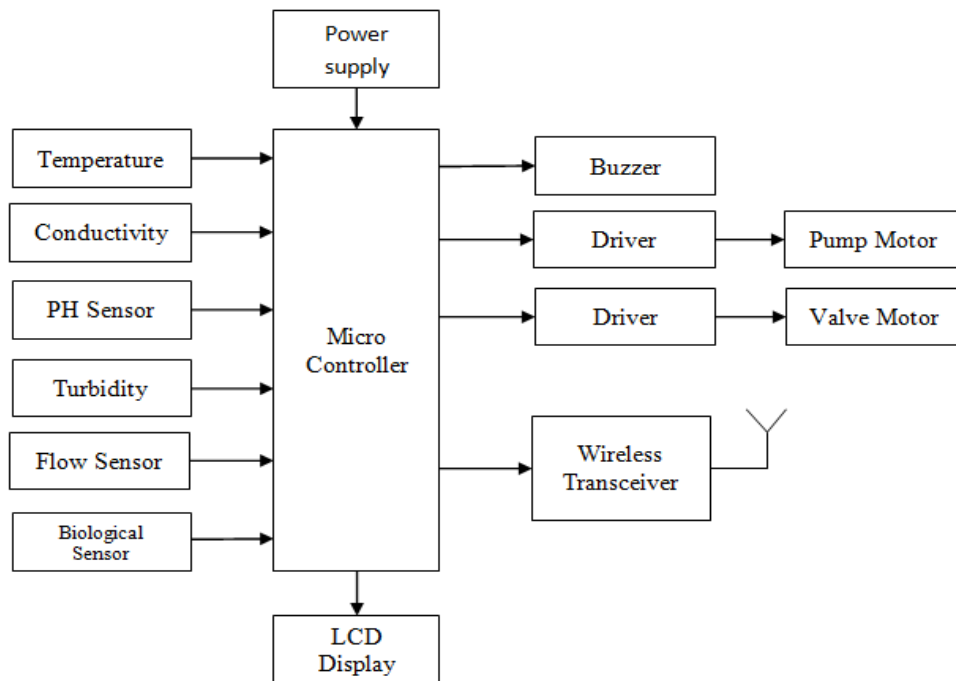 Power
supply
Temperature
Conductivity
PH Sensor
Turbidity
Flow Sensor
Biological
Sensor
Micro
Controller
Buzzer
Driver
Pump Motor
Driver
Valve Motor
Wireless
Transceiver
LCD
Display